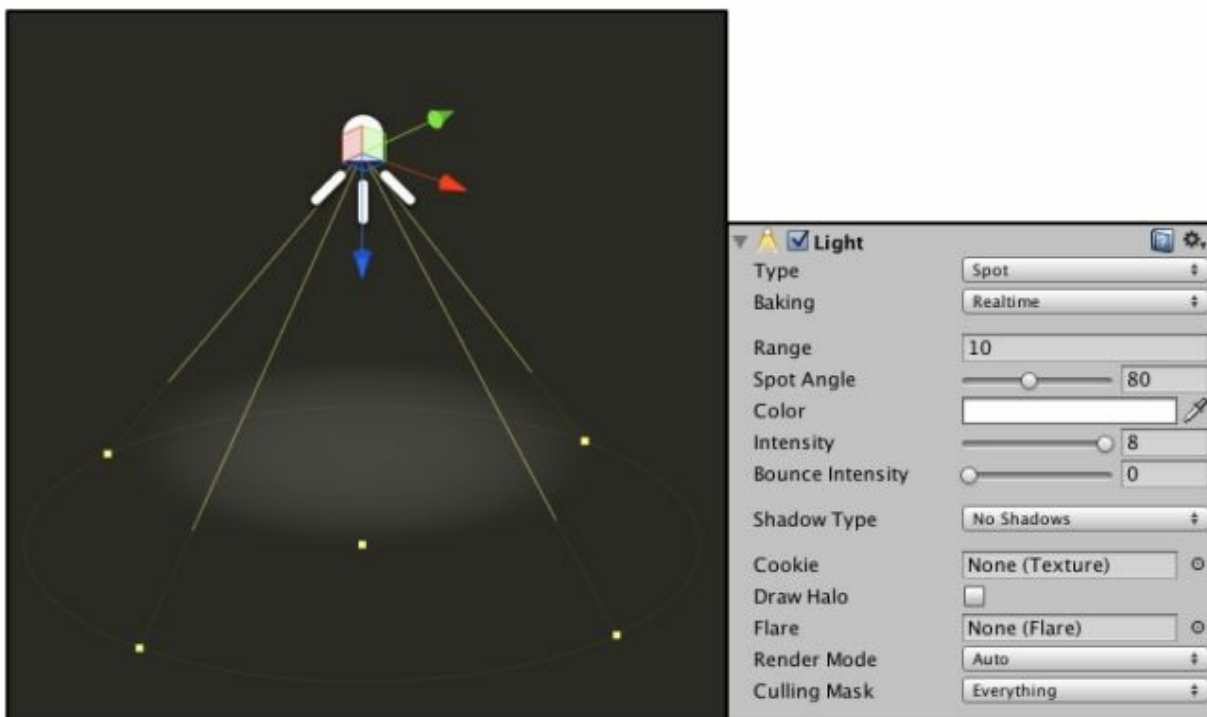 Light
Type Spot
Baking Realtime
Range 10
Spot Angle 80
Color
Intensity 8
Bounce Intensity 0
Shadow Type No Shadows
Cookie None (Texture)
Draw Halo
Flare None (Flare)
Render Mode Auto
Culling Mask Everything